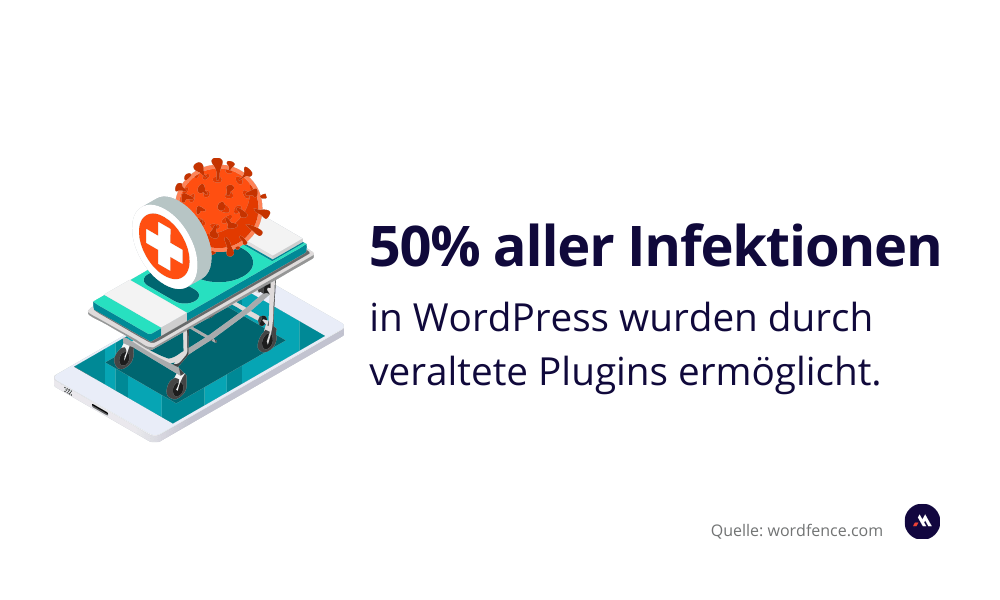 50% aller Infektionen
in WordPress wurden durch
veraltete Plugins ermöglicht.
Quelle: wordfence.com